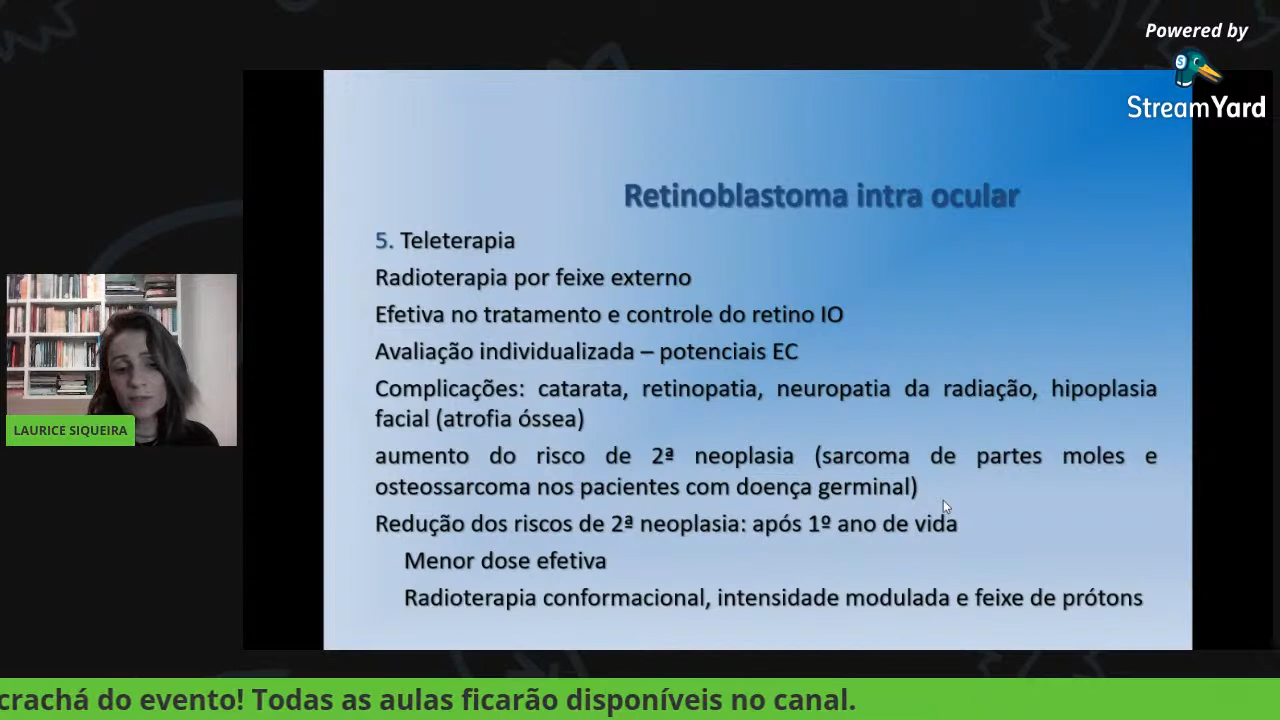 Powered by
StreamYard
Retinoblastoma intra ocular
5. Teleterapia
Radioterapia por feixe externo
Efetiva no tratamento e controle do retino IO
Avaliação individualizada – potenciais EC
Complicações: catarata, retinopatia, neuropatia da radiação, hipoplasia
facial (atrofia óssea)
aumento do risco de 2ª neoplasia (sarcoma de partes moles e
osteossarcoma nos pacientes com doença germinal)
Redução dos riscos de 2ª neoplasia: após 1º ano de vida
Menor dose efetiva
Radioterapia conformacional, intensidade modulada e feixe de prótons
LAURICE SIQUEIRA
crachá do evento! Todas as aulas ficarão disponíveis no canal.